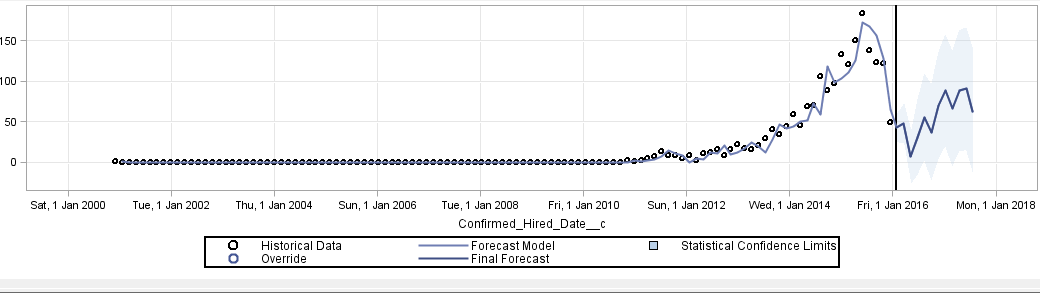 150
100
50
0
Sat, 1 Jan 2000 Tue, 1 Jan 2002 Thu, 1 Jan 2004 Sun, 1 Jan 2006 Tue, 1 Jan 2008 Fri, 1 Jan 2010 Sun, 1 Jan 2012 Wed, 1 Jan 2014 Fri, 1 Jan 2016 Mon, 1 Jan 2018
Confirmed_Hired_Date__c
Historical Data Forecast Model Statistical Confidence Limits
Override Final Forecast